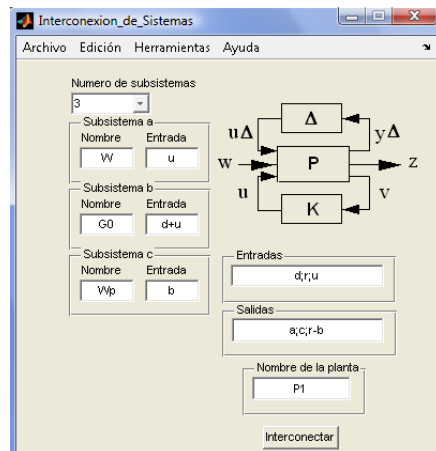 Interconexion_de_Sistemas
Archivo Edición Herramientas Ayuda
Numero de subsistemas
3
Subsistema a
Nombre Entrada
W u
Subsistema b
Nombre Entrada
G0 d+u
Subsistema c
Nombre Entrada
Wp b
Δ
uΔ yΔ
w P z
u v
K
Entradas
d;r;u
Salidas
a;c;r-b
Nombre de la planta
P1
Interconectar